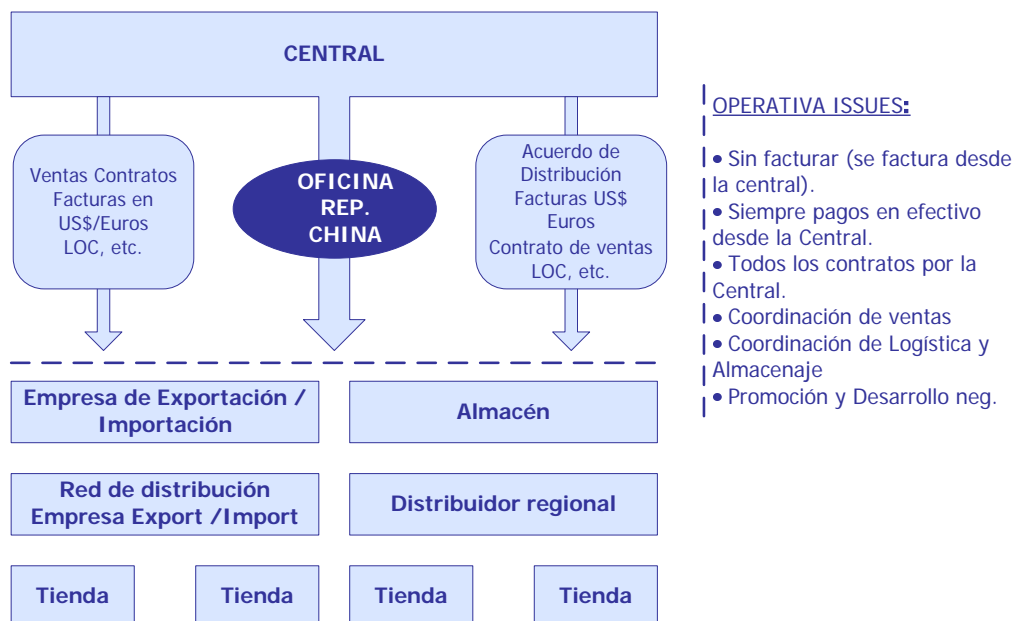 CENTRAL
Ventas Contratos
Facturas en
US$/Euros
LOC, etc.
OFICINA
REP.
CHINA
Acuerdo de
Distribución
Facturas US$
Euros
Contrato de ventas
LOC, etc.
Empresa de Exportación /
Importación
Almacén
Red de distribución
Empresa Export /Import
Distribuidor regional
Tienda
Tienda
Tienda
Tienda
OPERATIVA ISSUES:
• Sin facturar (se factura desde
la central).
• Siempre pagos en efectivo
desde la Central.
• Todos los contratos por la
Central.
• Coordinación de ventas
• Coordinación de Logística y
Almacenaje
• Promoción y Desarrollo neg.